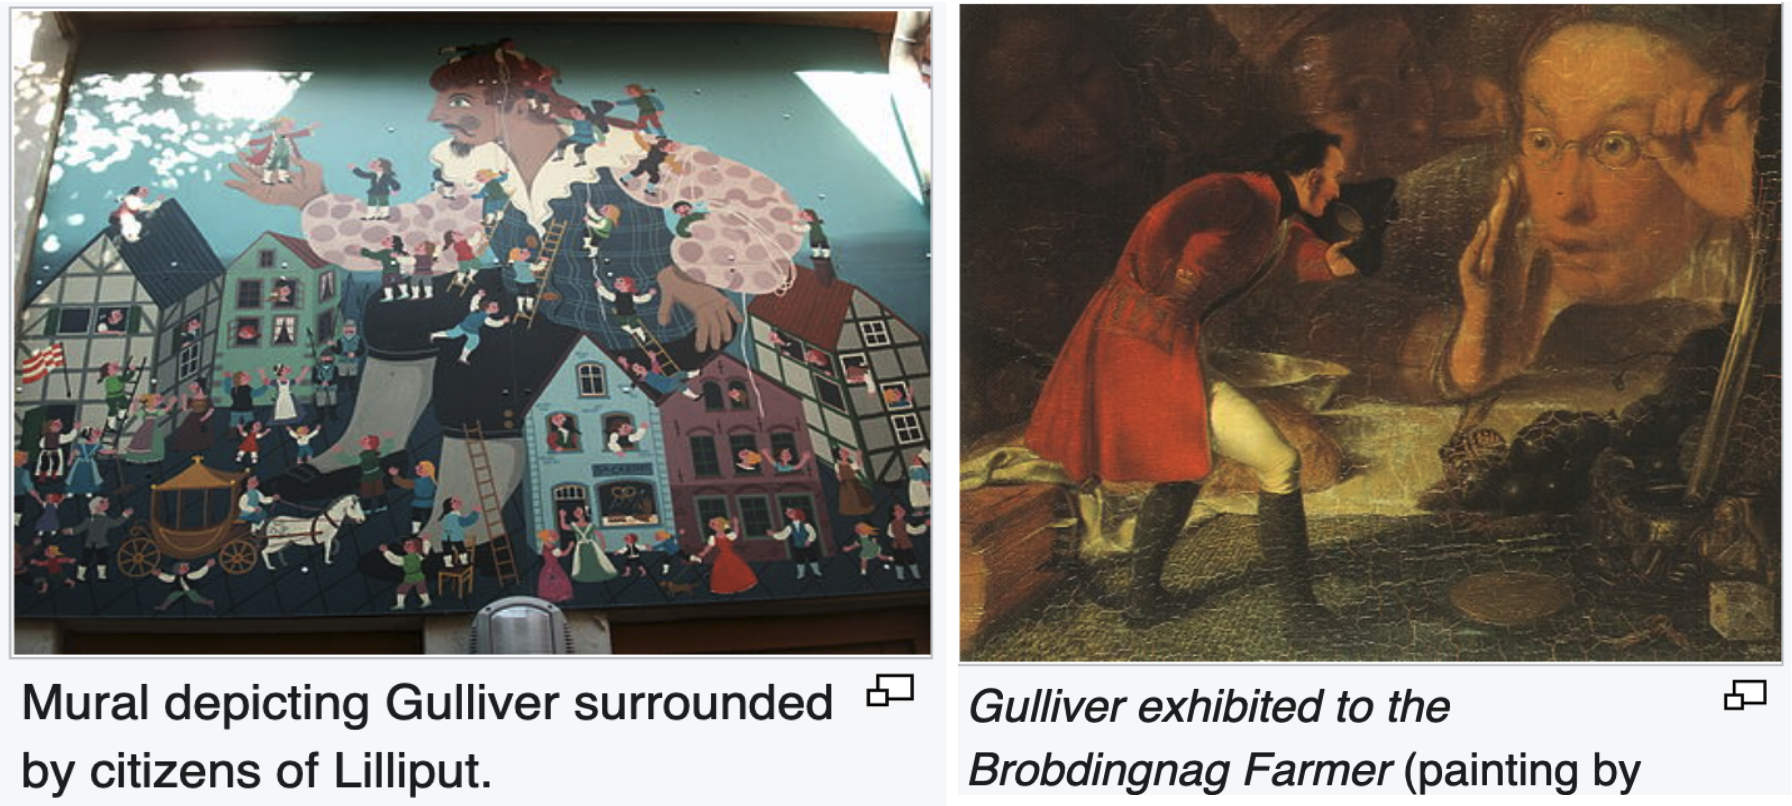 Mural depicting Gulliver surrounded
by citizens of Lilliput.
Gulliver exhibited to the
Brobdingnag Farmer (painting by